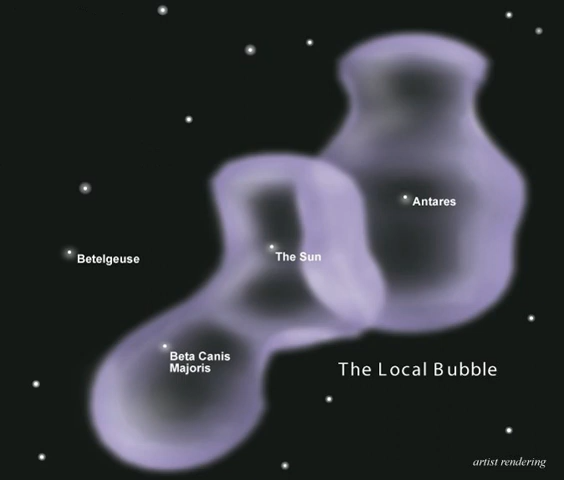 Antares
The Sun
Betelgeuse
Beta Canis
Majoris
The Local Bubble
artist rendering